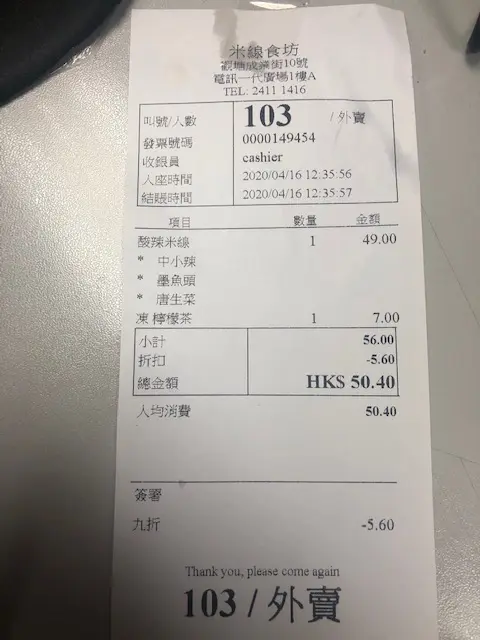 米線食坊
觀塘成業街10號
電訊一代廣場1樓A
TEL: 2411 1416
叫號/人數 103 /外賣
發票號碼 0000149454
收銀員 cashier
入座時間 2020/04/16 12:35:56
結賬時間 2020/04/16 12:35:57
項目 數量 金額
酸辣米線 1 49.00
* 中小辣
* 墨魚頭
* 唐生菜
凍檸檬茶 1 7.00
小計 56.00
折扣 -5.60
總金額 HK$ 50.40
人均消費 50.40
簽署
九折 -5.60
Thank you, please come again
103 / 外賣